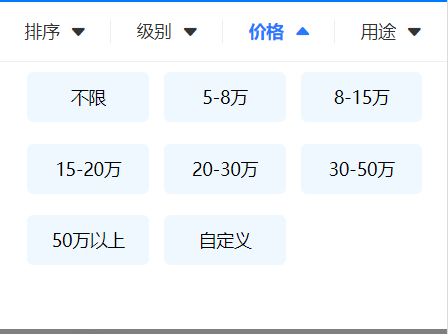 排序 级别 价格 用途
不限 5-8万 8-15万
15-20万 20-30万 30-50万
50万以上 自定义